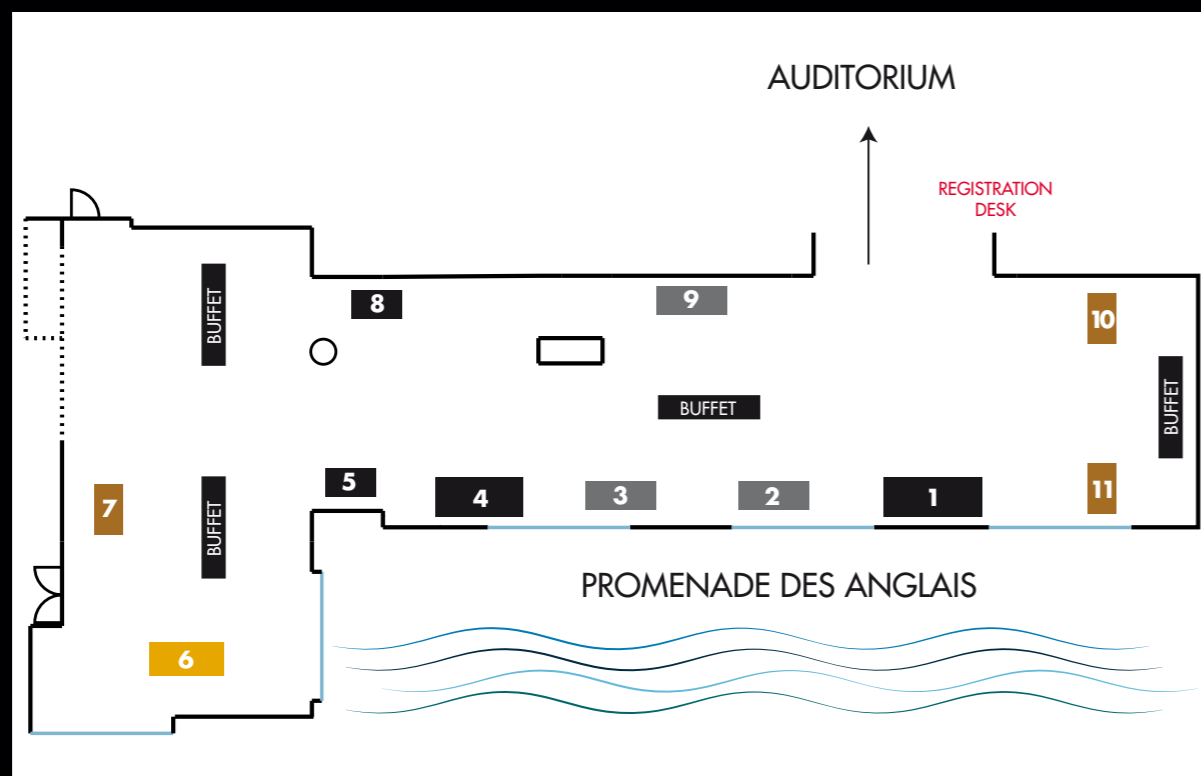 AUDITORIUM
REGISTRATION
DESK
BUFFET
8
9
10
BUFFET
BUFFET
7
BUFFET
5
4
3
2
1
11
PROMENADE DES ANGLAIS
6